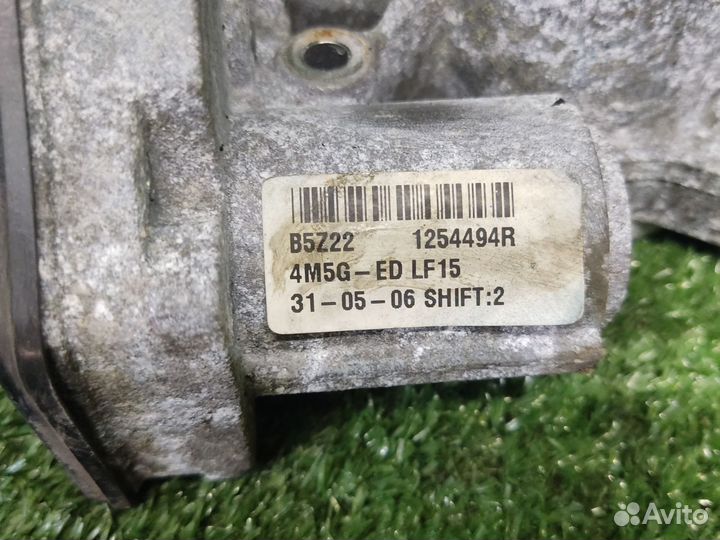 B5Z22 1254494R
4M5G-ED LF15
31-05-06 SHIFT:2
Avito